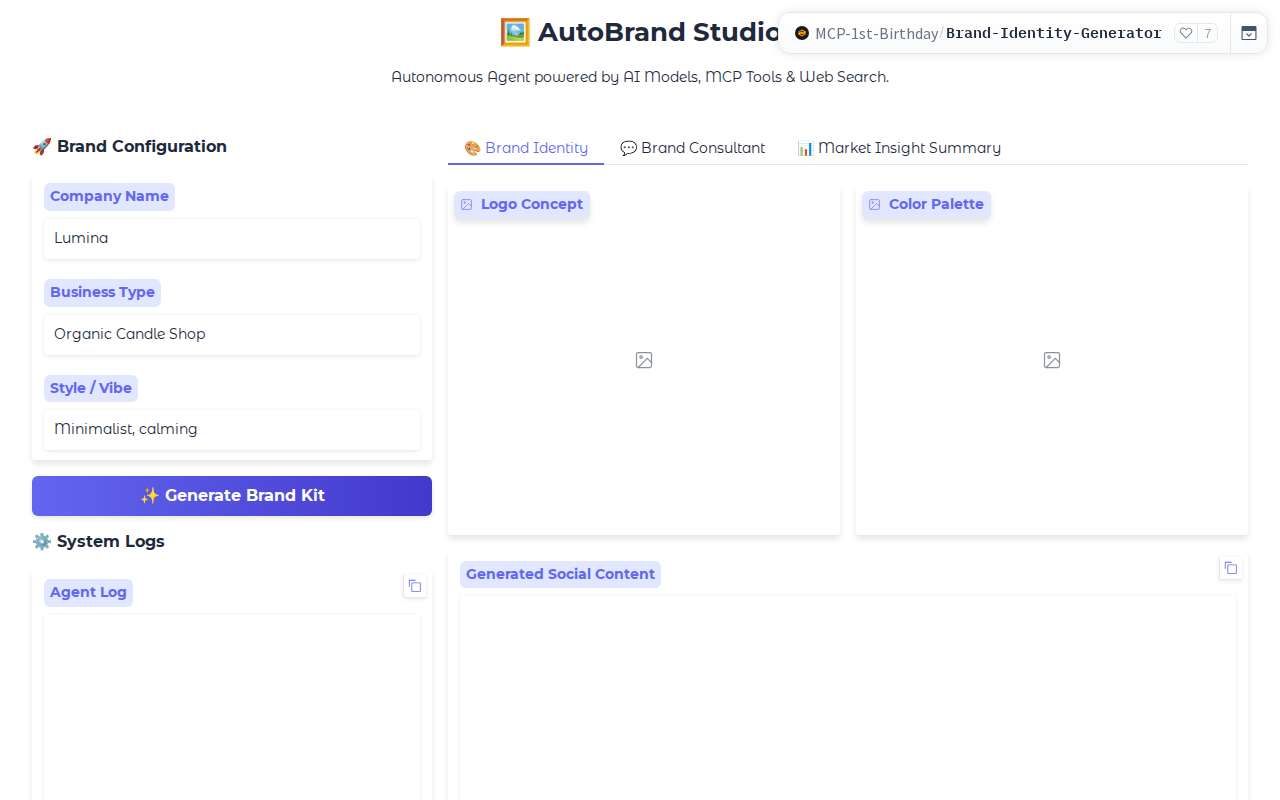 AutoBrand Studio
MCP-1st-Birthday/Brand-Identity-Generator
7
Autonomous Agent powered by AI Models, MCP Tools & Web Search.
Brand Configuration
Company Name
Lumina
Business Type
Organic Candle Shop
Style / Vibe
Minimalist, calming
Generate Brand Kit
System Logs
Agent Log
Brand Identity
Brand Consultant
Market Insight Summary
Logo Concept
Color Palette
Generated Social Content